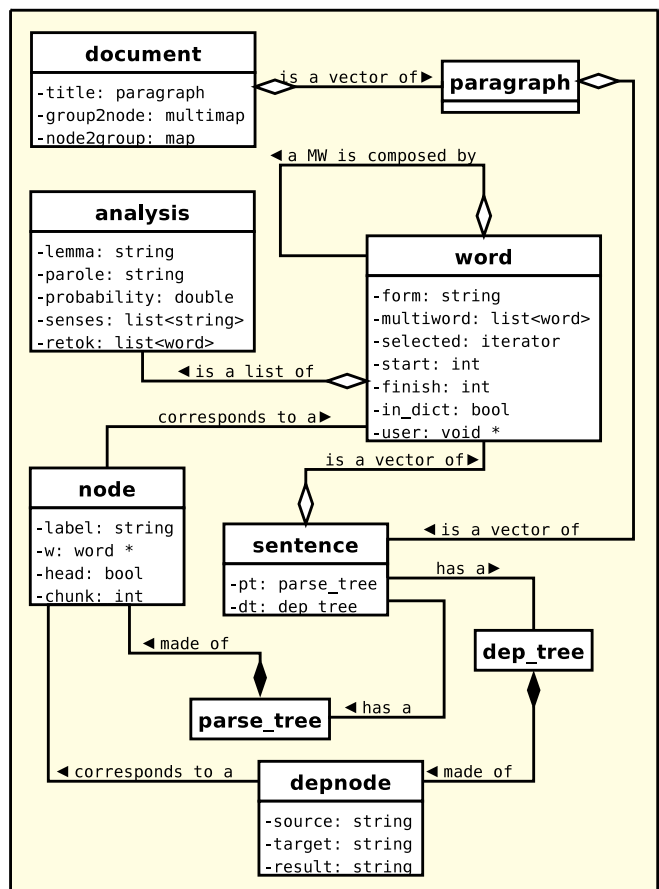 document
-title: paragraph
-group2node: multimap
-node2group: map
is a vector of ►
paragraph
◄ a MW is composed by
analysis
-lemma: string
-parole: string
-probability: double
-senses: list<string>
-retok: list<word>
word
-form: string
-multiword: list<word>
-selected: iterator
-start: int
-finish: int
-in_dict: bool
-user: void *
◄ is a list of
corresponds to a ►
is a vector of ►
node
-label: string
-w: word *
-head: bool
-chunk: int
sentence
-pt: parse_tree
-dt: dep_tree
◄ is a vector of
has a ►
dep_tree
◄ made of
parse_tree
◄ has a
◄ corresponds to a
depnode
-source: string
-target: string
-result: string
◄ made of